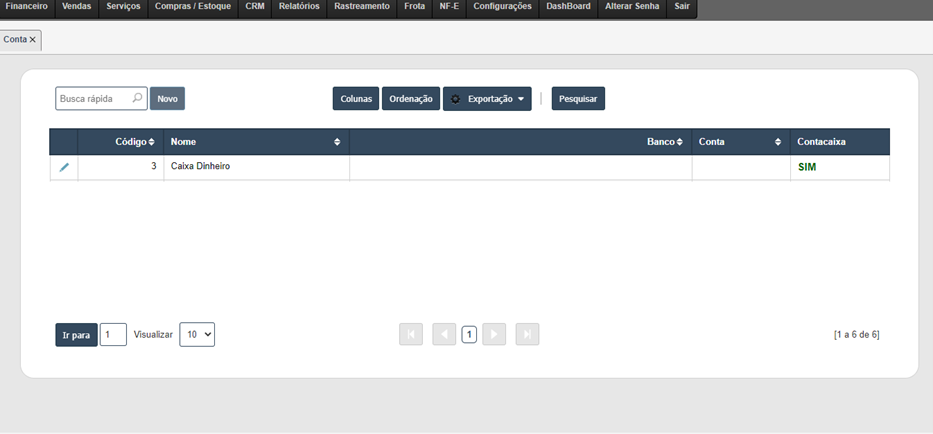 Financeiro Vendas Serviços Compras / Estoque CRM Relatórios Rastreamento Frota NF-E Configurações DashBoard Alterar Senha Sair
Conta ×
Busca rápida Novo Colunas Ordenação Exportação Pesquisar
Código Nome Banco Conta Contacaixa
3 Caixa Dinheiro SIM
Ir para 1 Visualizar 10 1 [1 a 6 de 6]